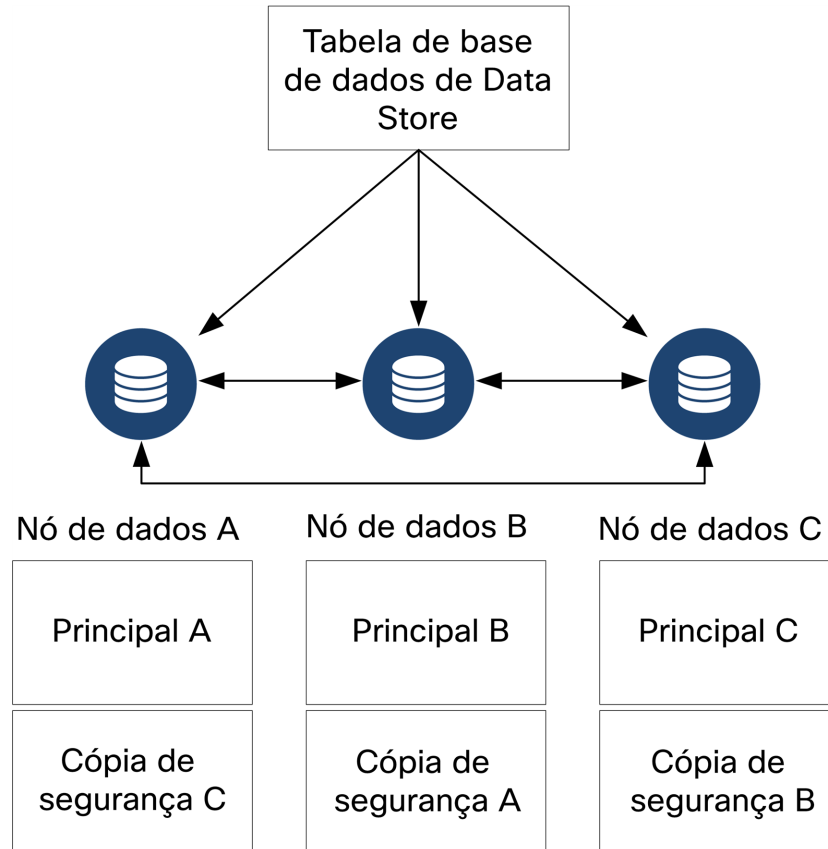 Tabela de base
de dados de Data
Store
Nó de dados A
Nó de dados B
Nó de dados C
Principal A
Principal B
Principal C
Cópia de
segurança C
Cópia de
segurança A
Cópia de
segurança B